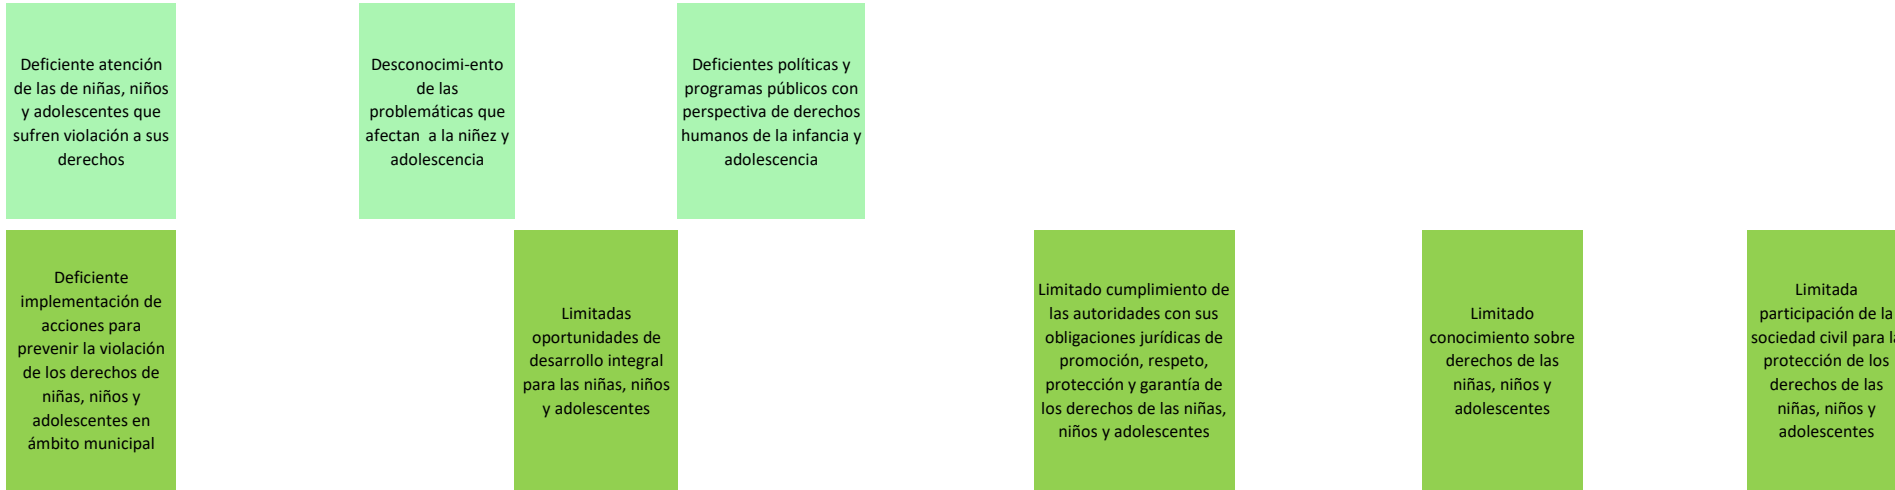 Deficiente atención
de las de niñas, niños
y adolescentes que
sufren violación a sus
derechos
Desconocimi-ento
de las
problemáticas que
afectan a la niñez y
adolescencia
Deficientes políticas y
programas públicos con
perspectiva de derechos
humanos de la infancia y
adolescencia
Deficiente
implementación de
acciones para
prevenir la violación
de los derechos de
niñas, niños y
adolescentes en
ámbito municipal
Limitadas
oportunidades de
desarrollo integral
para las niñas, niños
y adolescentes
Limitado cumplimiento de
las autoridades con sus
obligaciones jurídicas de
promoción, respeto,
protección y garantía de
los derechos de las niñas,
niños y adolescentes
Limitado
conocimiento sobre
derechos de las
niñas, niños y
adolescentes
Limitada
participación de la
sociedad civil para la
protección de los
derechos de las
niñas, niños y
adolescentes